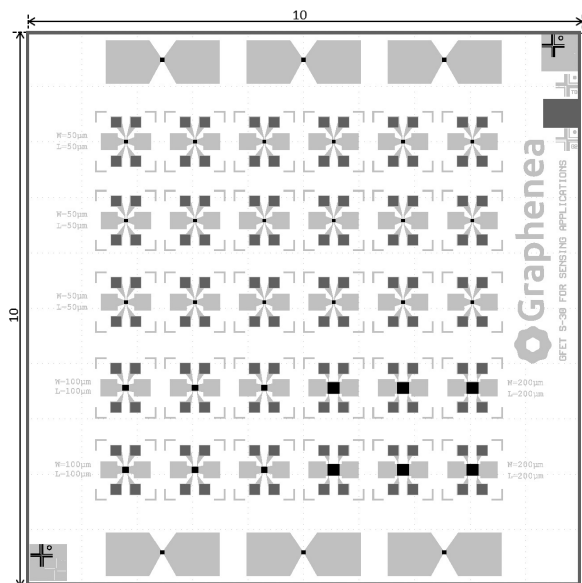 10
10
W=50µm
L=50µm
W=50µm
L=50µm
W=50µm
L=50µm
W=100µm
L=100µm
W=200µm
L=200µm
W=100µm
L=100µm
W=200µm
L=200µm
Graphenea
GFET S-30 FOR SENSING APPLICATIONS